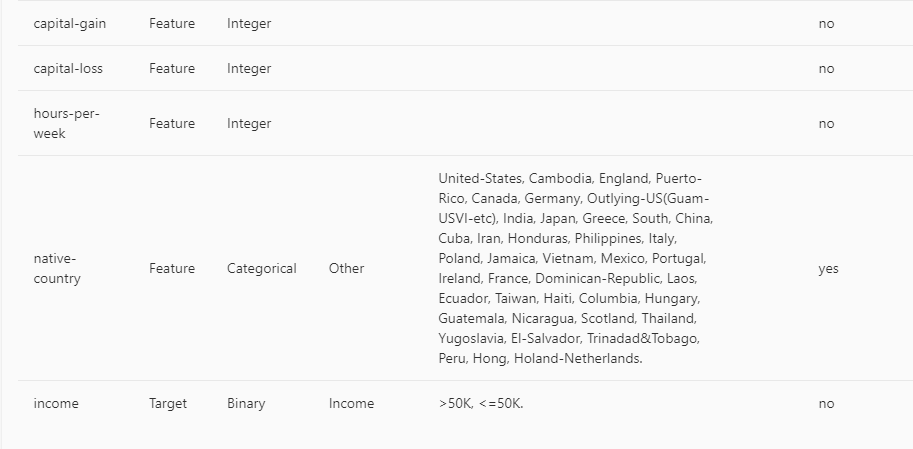 capital-gain Feature Integer no
capital-loss Feature Integer no
hours-per-
week Feature Integer no
native-
country Feature Categorical Other
United-States, Cambodia, England, Puerto-
Rico, Canada, Germany, Outlying-US(Guam-
USVI-etc), India, Japan, Greece, South, China,
Cuba, Iran, Honduras, Philippines, Italy,
Poland, Jamaica, Vietnam, Mexico, Portugal,
Ireland, France, Dominican-Republic, Laos,
Ecuador, Taiwan, Haiti, Columbia, Hungary,
Guatemala, Nicaragua, Scotland, Thailand,
Yugoslavia, El-Salvador, Trinadad&Tobago,
Peru, Hong, Holand-Netherlands.
yes
income Target Binary Income >50K, <=50K. no